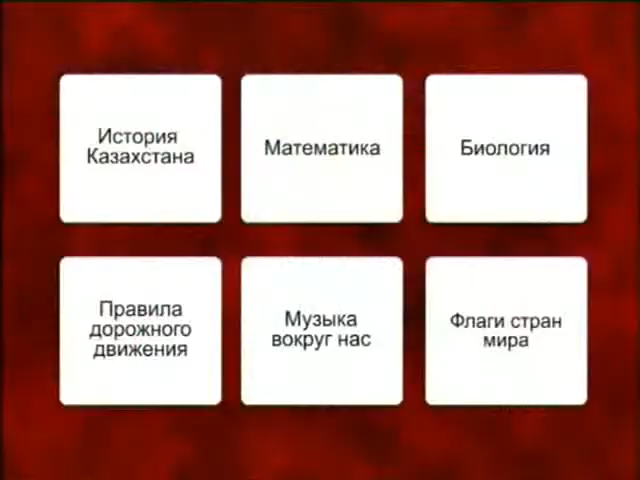 История
Казахстана
Математика
Биология
Правила
дорожного
движения
Музыка
вокруг нас
Флаги стран
мира